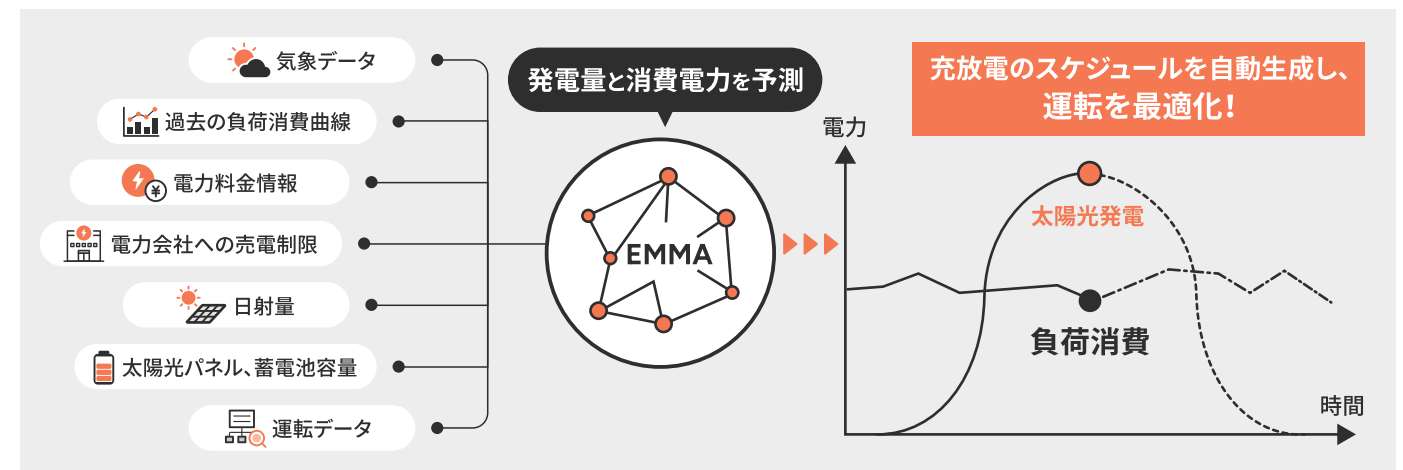 気象データ
過去の負荷消費曲線
電力料金情報
¥
電力会社への売電制限
日射量
太陽光パネル、蓄電池容量
運転データ
発電量と消費電力を予測
EMMA
充放電のスケジュールを自動生成し、
運転を最適化！
電力
太陽光発電
負荷消費
時間